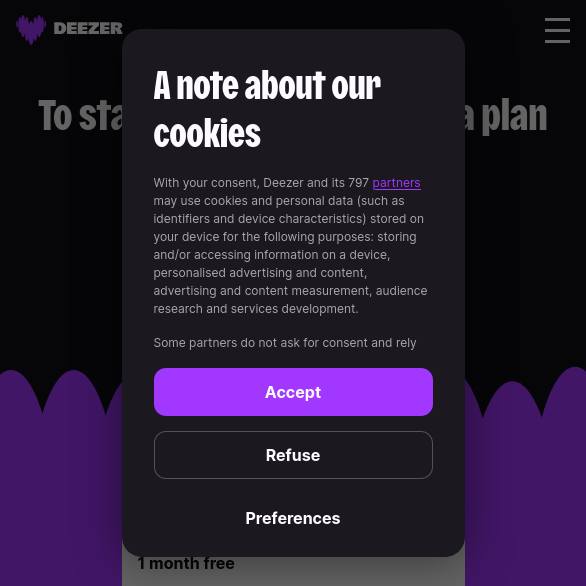 DEEZER
To sta
a plan
A note about our
cookies
With your consent, Deezer and its 797 partners
may use cookies and personal data (such as
identifiers and device characteristics) stored on
your device for the following purposes: storing
and/or accessing information on a device,
personalised advertising and content,
advertising and content measurement, audience
research and services development.
Some partners do not ask for consent and rely
Accept
Refuse
Preferences
1 month free